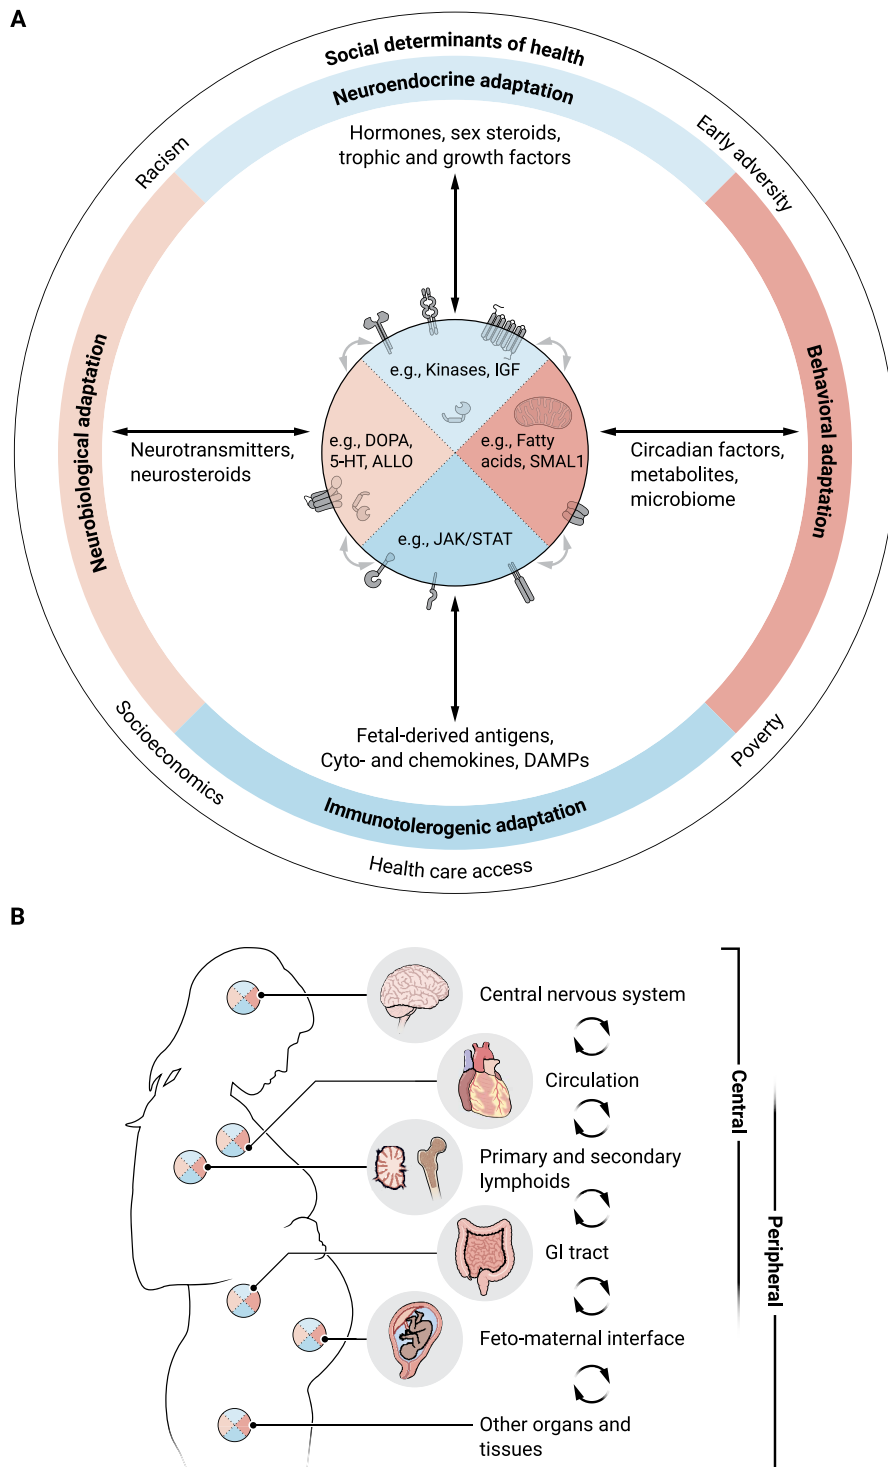 A
Social determinants of health
Neuroendocrine adaptation
Racism
Early adversity
Hormones, sex steroids,
trophic and growth factors
e.g., Kinases, IGF
Neurobiological adaptation
Neurotransmitters,
neurosteroids
e.g., DOPA,
5-HT, ALLO
e.g., Fatty
acids, SMAL1
Circadian factors,
metabolites,
microbiome
Behavioral adaptation
e.g., JAK/STAT
Fetal-derived antigens,
Cyto- and chemokines, DAMPs
Socioeconomics
Poverty
Immunotolerogenic adaptation
Health care access
B
Central nervous system
Circulation
Primary and secondary
lymphoids
GI tract
Feto-maternal interface
Other organs and
tissues
Central
Peripheral